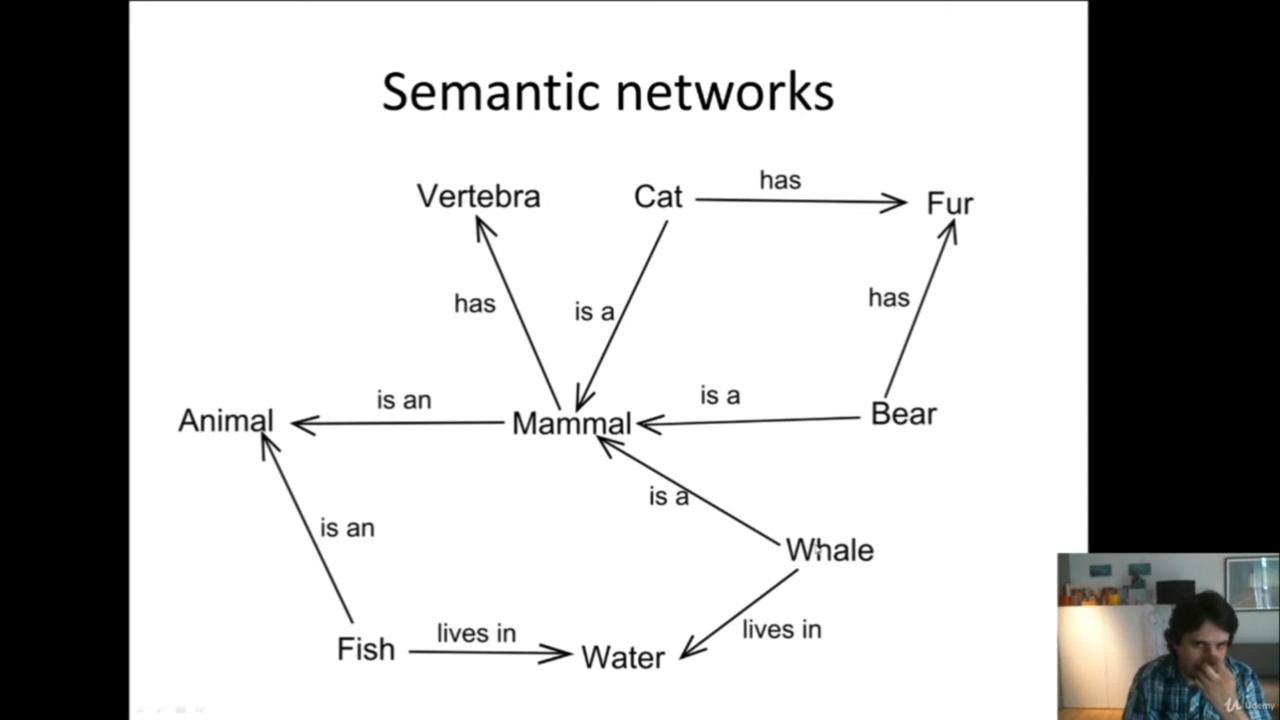 Semantic networks
has
Vertebra
Cat
Fur
has
is a
has
is an
is a
Animal
Mammal
Bear
is a
is an
Whale
lives in
lives in
Fish
Water
Udemy